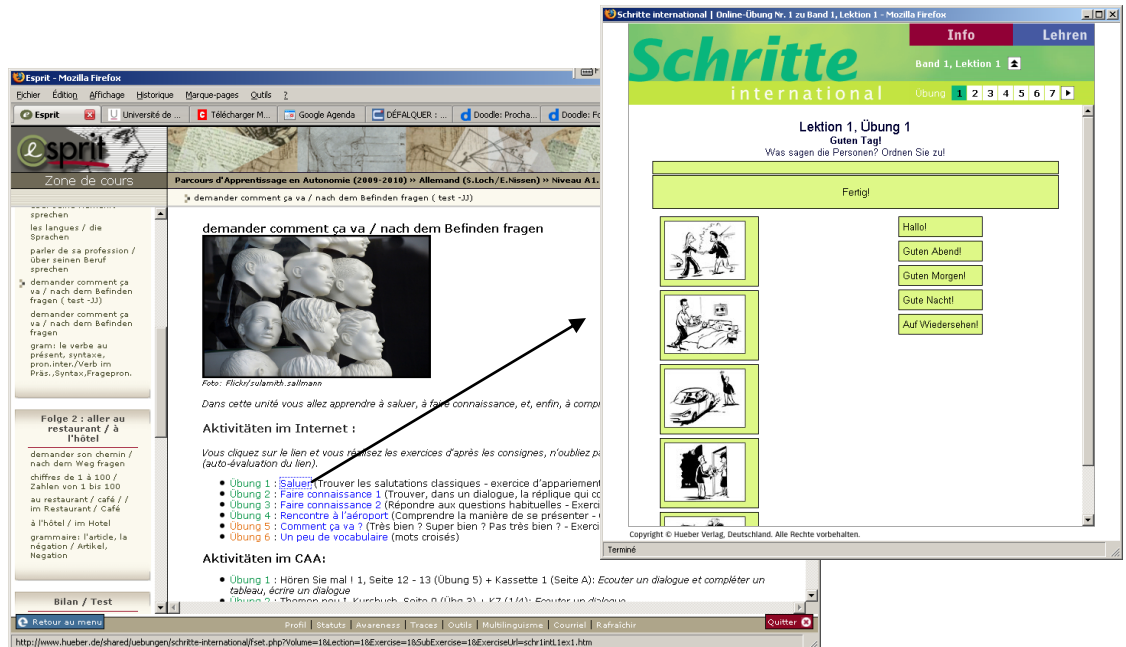 Esprit - Mozilla Firefox
Fichier Édition Affichage Historique Marque-pages Outils ?
Esprit
Université de ...
Télécharger M...
Google Agenda
DÉFALQUER : ...
Doodle: Procha...
Doodle: Fo
esprit
Zone de cours
Parcours d'Apprentissage en Autonomie (2009-2010) ›› Allemand (S.Loch/E.Nissen) ›› Niveau A1.
demander comment ça va / nach dem Befinden fragen ( test -JJ)
sprechen
les langues / die
Sprachen
parler de sa profession /
über seinen Beruf
sprechen
demander comment ça
va / nach dem Befinden
fragen ( test -JJ)
demander comment ça
va / nach dem Befinden
fragen
gram: le verbe au
présent, syntaxe,
pron.inter./Verb im
Präs.,Syntax,Fragepron.
Folge 2 : aller au
restaurant / à
l'hôtel
demander son chemin /
nach dem Weg fragen
chiffres de 1 à 100 /
Zahlen von 1 bis 100
au restaurant / café / /
im Restaurant / Café
à l'hôtel / im Hotel
grammaire: l'article, la
négation / Artikel,
Negation
Bilan / Test
demander comment ça va / nach dem Befinden fragen
Foto: Flickr/sulamith.sallmann
Dans cette unité vous allez apprendre à saluer, à faire connaissance, et, enfin, à compr
Aktivitäten im Internet :
Vous cliquez sur le lien et vous réalisez les exercices d'après les consignes, n'oubliez pa
(auto-évaluation du lien).
Übung 1 : Saluer (Trouver les salutations classiques - exercice d'appariement
Übung 2 : Faire connaissance 1 (Trouver, dans un dialogue, la réplique qui co
Übung 3 : Faire connaissance 2 (Répondre aux questions habituelles - Exerci
Übung 4 : Rencontre à l'aéroport (Comprendre la manière de se présenter -
Übung 5 : Comment ça va ? (Très bien ? Super bien ? Pas très bien ? - Exerci
Übung 6 : Un peu de vocabulaire (mots croisés)
Aktivitäten im CAA:
Übung 1 : Hören Sie mal ! 1, Seite 12 - 13 (Übung 5) + Kassette 1 (Seite A): Ecouter un dialogue et compléter un
tableau, écrire un dialogue
Übung 2 : Themen neu I, Kursbuch, Seite 9 (Übg 3) + K7 (1/4): Ecouter un dialogue
Retour au menu
Profil | Statuts | Awareness | Traces | Outils | Multilinguisme | Courriel | Rafraîchir
Quitter
http://www.hueber.de/shared/uebungen/schritte-international/fset.php?Volume=1&Lection=1&Exercise=1&SubExercise=1&ExerciseUrl=schr1intL1ex1.htm
Schritte international | Online-Übung Nr. 1 zu Band 1, Lektion 1 - Mozilla Firefox
Schritte
international
Info
Lehren
Band 1, Lektion 1
Übung 1 2 3 4 5 6 7
Lektion 1, Übung 1
Guten Tag!
Was sagen die Personen? Ordnen Sie zu!
Fertig!
Hallo!
Guten Abend!
Guten Morgen!
Gute Nacht!
Auf Wiedersehen!
Copyright © Hueber Verlag, Deutschland. Alle Rechte vorbehalten.
Terminé